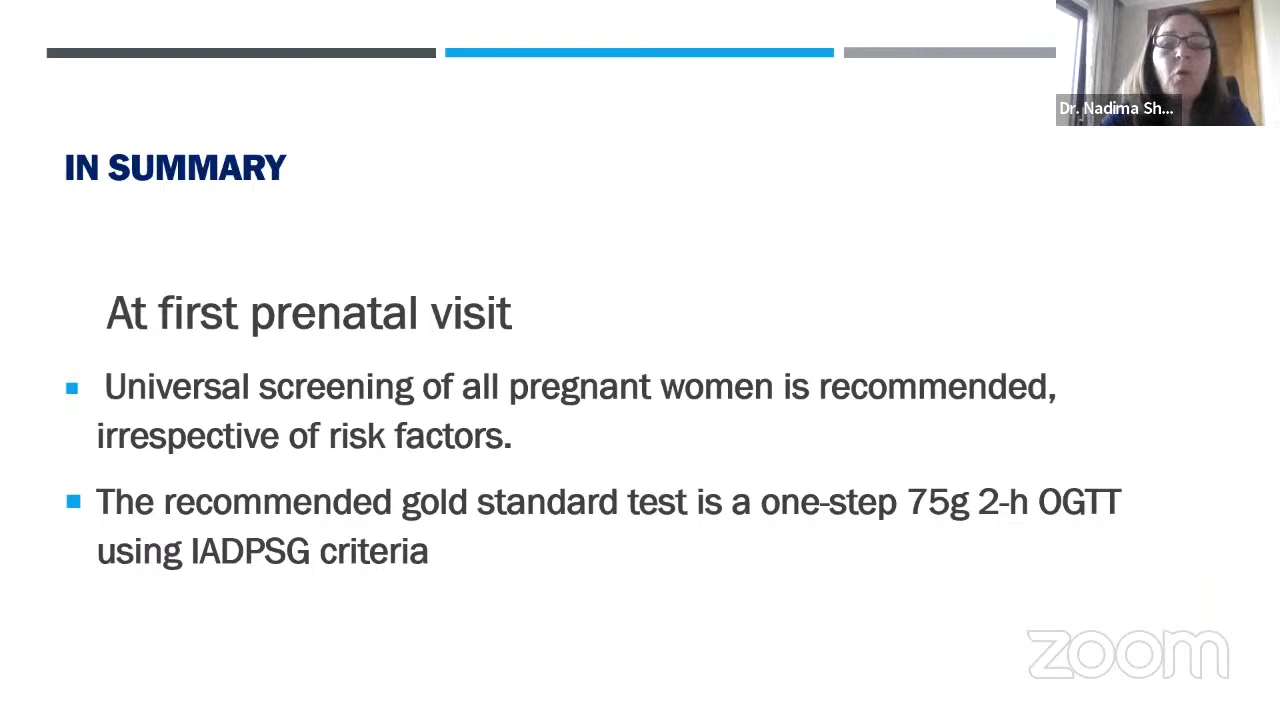 Dr. Nadima Sh...
IN SUMMARY
At first prenatal visit
Universal screening of all pregnant women is recommended,
irrespective of risk factors.
The recommended gold standard test is a one-step 75g 2-h OGTT
using IADPSG criteria
zoom